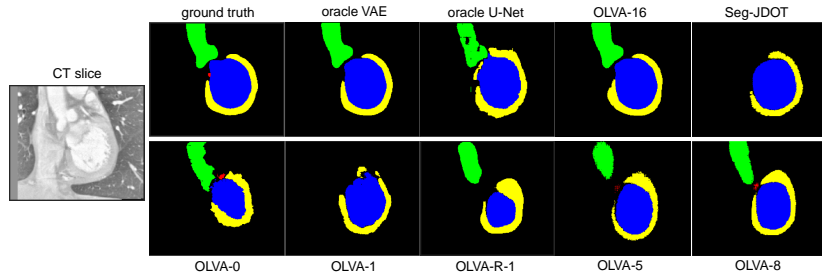 ground truth
oracle VAE
oracle U-Net
OLVA-16
Seg-JDOT
CT slice
OLVA-0
OLVA-1
OLVA-R-1
OLVA-5
OLVA-8